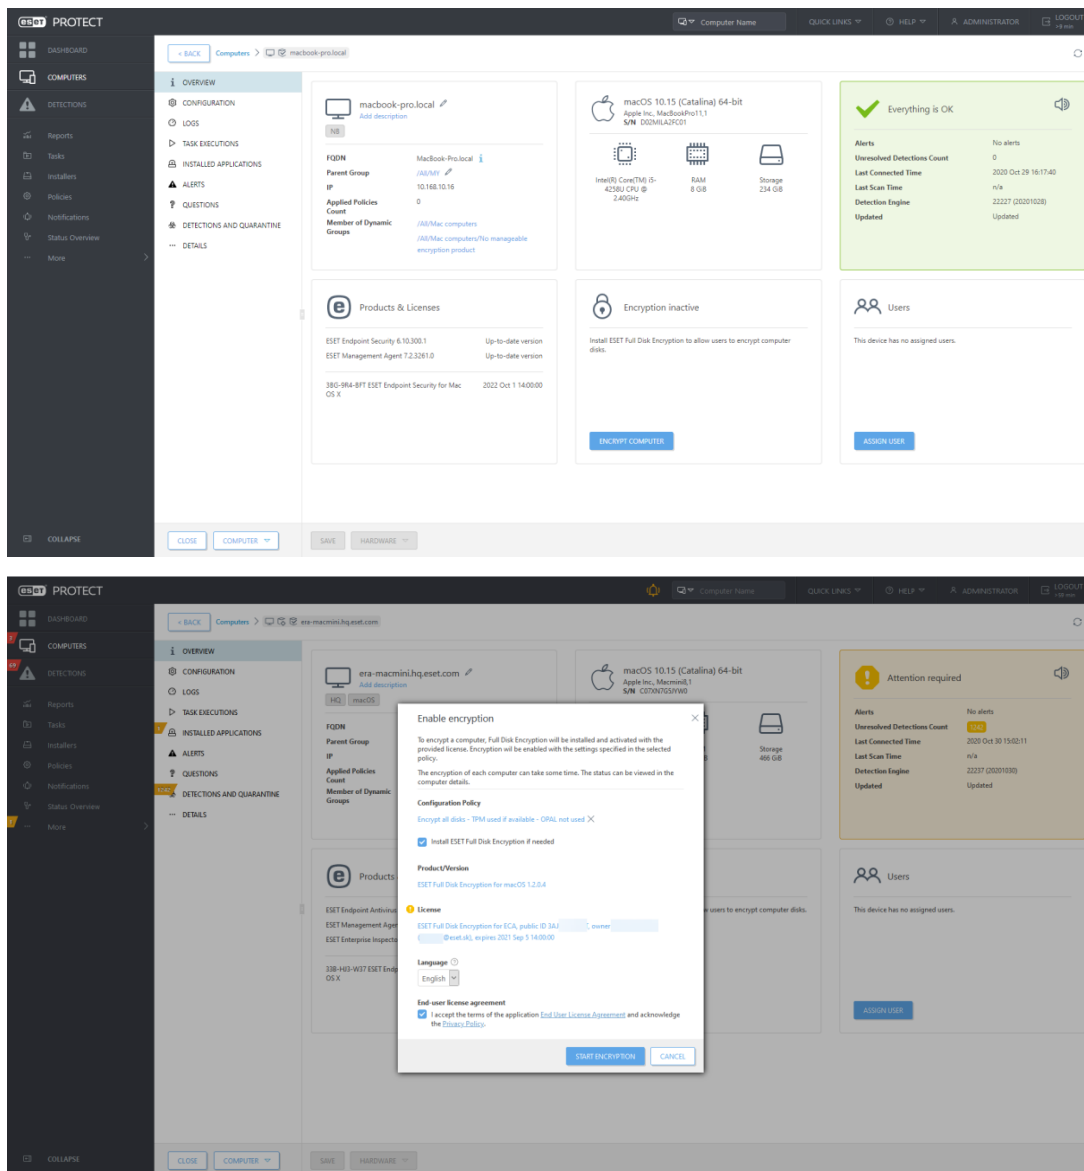 eset PROTECT
Computer Name
QUICK LINKS
HELP
ADMINISTRATOR
LOGOUT
>9 min
DASHBOARD
COMPUTERS
DETECTIONS
Reports
Tasks
Installers
Policies
Notifications
Status Overview
More
COLLAPSE
< BACK Computers > macbook-pro.local
OVERVIEW
CONFIGURATION
LOGS
TASK EXECUTIONS
INSTALLED APPLICATIONS
ALERTS
QUESTIONS
DETECTIONS AND QUARANTINE
DETAILS
macbook-pro.local
Add description
NB
FQDN MacBook-Pro.local
Parent Group /All/MY
IP 10.168.10.16
Applied Policies 0
Count
Member of Dynamic /All/Mac computers
Groups
/All/Mac computers/No manageable
encryption product
macOS 10.15 (Catalina) 64-bit
Apple Inc., MacBookPro11,1
S/N D02MILA2FC01
Intel(R) Core(TM) i5-
4258U CPU @
2.40GHz
RAM
8 GiB
Storage
234 GiB
Everything is OK
Alerts No alerts
Unresolved Detections Count 0
Last Connected Time 2020 Oct 29 16:17:40
Last Scan Time n/a
Detection Engine 22227 (20201028)
Updated Updated
Products & Licenses
ESET Endpoint Security 6.10.300.1 Up-to-date version
ESET Management Agent 7.2.3261.0 Up-to-date version
3BG-9R4-BFT ESET Endpoint Security for Mac 2022 Oct 1 14:00:00
OS X
Encryption inactive
Install ESET Full Disk Encryption to allow users to encrypt computer
disks.
ENCRYPT COMPUTER
Users
This device has no assigned users.
ASSIGN USER
CLOSE COMPUTER SAVE HARDWARE
eset PROTECT
Computer Name
QUICK LINKS
HELP
ADMINISTRATOR
LOGOUT
DASHBOARD
COMPUTERS
DETECTIONS
Reports
Tasks
Installers
Policies
Notifications
Status Overview
More
COLLAPSE
< BACK Computers > era-macmini.hq.eset.com
OVERVIEW
CONFIGURATION
LOGS
TASK EXECUTIONS
INSTALLED APPLICATIONS
ALERTS
QUESTIONS
DETECTIONS AND QUARANTINE
DETAILS
era-macmini.hq.eset.com
Add description
HQ macOS
FQDN
Parent Group
IP
Applied Policies
Count
Member of Dynamic
Groups
macOS 10.15 (Catalina) 64-bit
Apple Inc., Macmini8,1
S/N C07XN7G5JYW0
Storage
466 GiB
Attention required
Alerts No alerts
Unresolved Detections Count
Last Connected Time 2020 Oct 30 15:02:11
Last Scan Time n/a
Detection Engine 22237 (20201030)
Updated Updated
Enable encryption
To encrypt a computer, Full Disk Encryption will be installed and activated with the
provided license. Encryption will be enabled with the settings specified in the selected
policy.
The encryption of each computer can take some time. The status can be viewed in the
computer details.
Configuration Policy
Encrypt all disks - TPM used if available - OPAL not used
Install ESET Full Disk Encryption if needed
Product/Version
ESET Full Disk Encryption for macOS 1.2.0.4
License
ESET Full Disk Encryption for ECA, public ID 3AJ , owner
@eset.sk), expires 2021 Sep 5 14:00:00
Language
English
End-user license agreement
I accept the terms of the application End User License Agreement and acknowledge
the Privacy Policy.
START ENCRYPTION CANCEL
Products
ESET Endpoint Antivirus
ESET Management Agen
ESET Enterprise Inspecto
33B-HJ3-W37 ESET Endp
OS X
w users to encrypt computer disks.
Users
This device has no assigned users.
ASSIGN USER
CLOSE COMPUTER SAVE HARDWARE